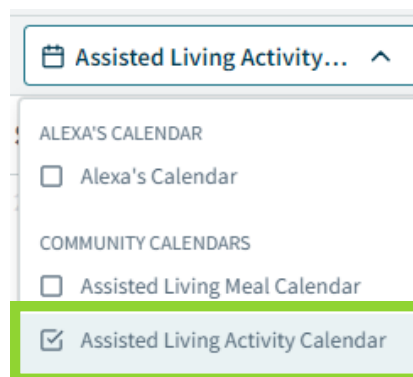 Assisted Living Activity...
ALEXA'S CALENDAR
Alexa's Calendar
COMMUNITY CALENDARS
Assisted Living Meal Calendar
Assisted Living Activity Calendar